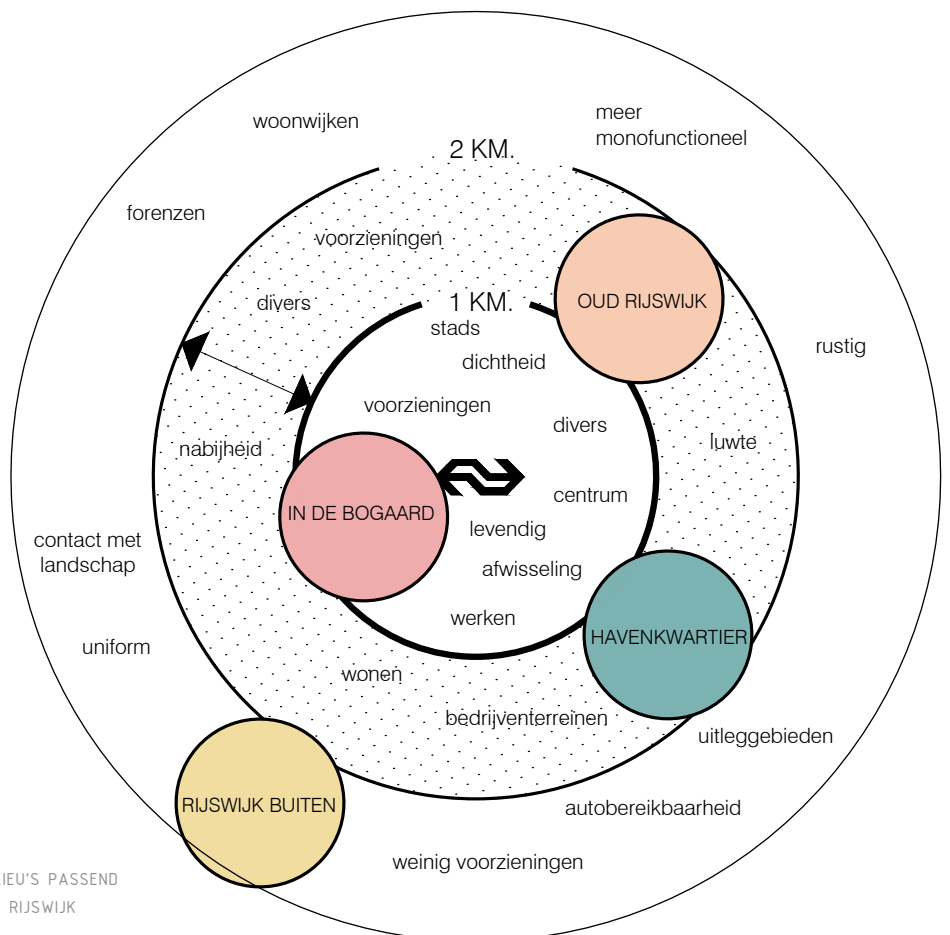 meer
monofunctioneel
woonwijken
2 KM.
forenzen
voorzieningen
divers
1 KM.
OUD RIJSWIJK
stads
rustig
dichtheid
voorzieningen
divers
luwte
nabijheid
centrum
IN DE BOGAARD
levendig
contact met
landschap
afwisseling
werken
HAVENKWARTIER
uniform
wonen
bedrijventerreinen
uitleggebieden
RIJSWIJK BUITEN
autobereikbaarheid
weinig voorzieningen
IEU'S PASSEND
RIJSWIJK